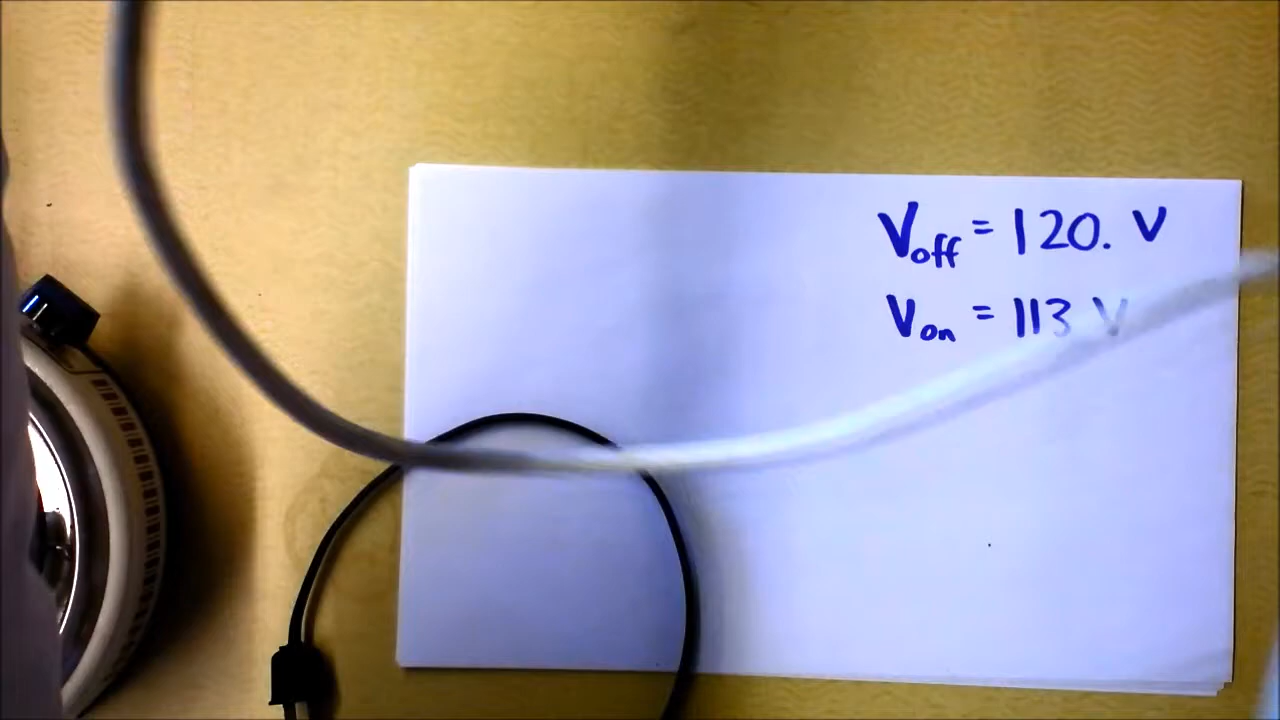 Voff = 120. V
Von = 113 V